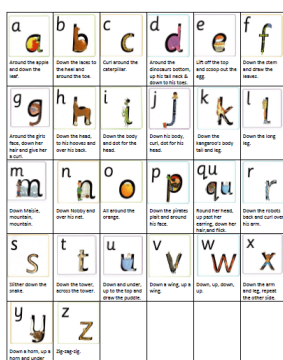 a b c d e f
Around the apple
and down the
leaf.
Down the laces to
the heel and
around the toe.
Curl around the
caterpillar.
Around the
dinosaurs bottom,
up his tall neck &
down to his toes.
Lift off the top
and scoop out the
egg.
Down the stem
and draw the
leaves.
g h i j k l
Around the girls
face, down her
hair and give her
a curl.
Down the head,
to his hooves and
over his back.
Down the body
and dot for the
head.
Down his body,
curl, dot for his
head.
Down the
kangaroo's body
tail and leg.
Down the long
leg.
m n o p qu r
Down Maisie,
mountain,
mountain.
Down Nobby and
over his net.
All around the
orange.
Down the pirates
plait and around
his face.
Round her head,
up past her
earring, down her
hair and flick.
Down the robots
back and curl over
his arm.
s t u v w x
Slither down the
snake.
Down the tower,
across the tower.
Down and under,
up to the top and
draw the puddle.
Down a wing, up a
wing.
Down, up, down,
up.
Down the arm
and leg, repeat
the other side.
y z
Down a horn, up a
horn and under
Zig-zag-zig.